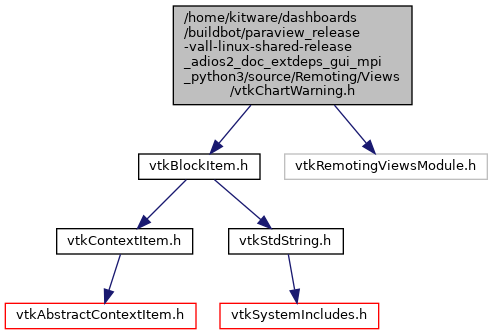 /home/kitware/dashboards
/buildbot/paraview_release
-vall-linux-shared-release
_adios2_doc_extdeps_gui_mpi
_python3/source/Remoting/Views
/vtkChartWarning.h
vtkBlockItem.h
vtkRemotingViewsModule.h
vtkContextItem.h
vtkStdString.h
vtkAbstractContextItem.h
vtkSystemIncludes.h